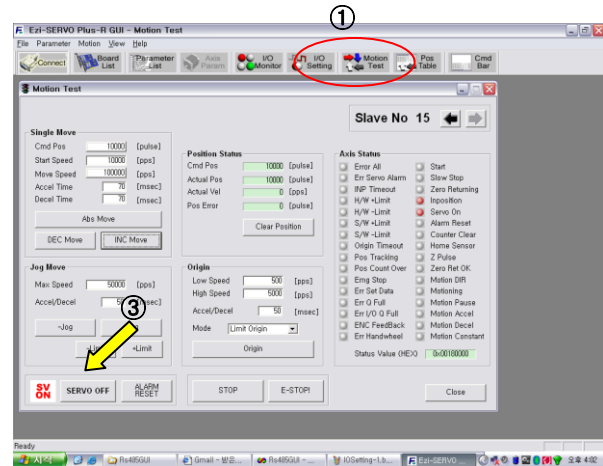 ①
Ezi-SERVO Plus-R GUI - Motion Test
File Parameter Motion View Help
Connect Board List Parameter List Axis Param I/O Monitor I/O Setting Motion Test Pos Table Cmd Bar
Motion Test
Slave No 15
Single Move
Cmd Pos 10000 [pulse]
Start Speed 10000 [pps]
Move Speed 100000 [pps]
Accel Time 70 [msec]
Decel Time 70 [msec]
Abs Move
DEC Move INC Move
Position Status
Cmd Pos 10000 [pulse]
Actual Pos 10000 [pulse]
Actual Vel 0 [pps]
Pos Error 0 [pulse]
Clear Position
Axis Status
Error All Start
Err Servo Alarm Slow Stop
INP Timeout Zero Returning
H/W +Limit Inposition
H/W -Limit Servo On
S/W +Limit Alarm Reset
S/W -Limit Counter Clear
Origin Timeout Home Sensor
Pos Tracking Z Pulse
Pos Count Over Zero Ret OK
Emg Stop Motion DIR
Err Set Data Motioning
Err Q Full Motion Pause
Err I/O Q Full Motion Accel
ENC FeedBack Motion Decel
Err Handwheel Motion Constant
Status Value (HEX) 0x00180000
Jog Move
Max Speed 50000 [pps]
Accel/Decel [msec]
③
-Jog
+Limit
Origin
Low Speed 500 [pps]
High Speed 5000 [pps]
Accel/Decel 50 [msec]
Mode Limit Origin
Origin
SV ON SERVO OFF ALARM RESET STOP E-STOP! Close
Ready
시작 Rs485GUI Gmail - 받은... Rs485GUI - ... IOSetting-1.b... Ezi-SERVO ... 오후 4:02